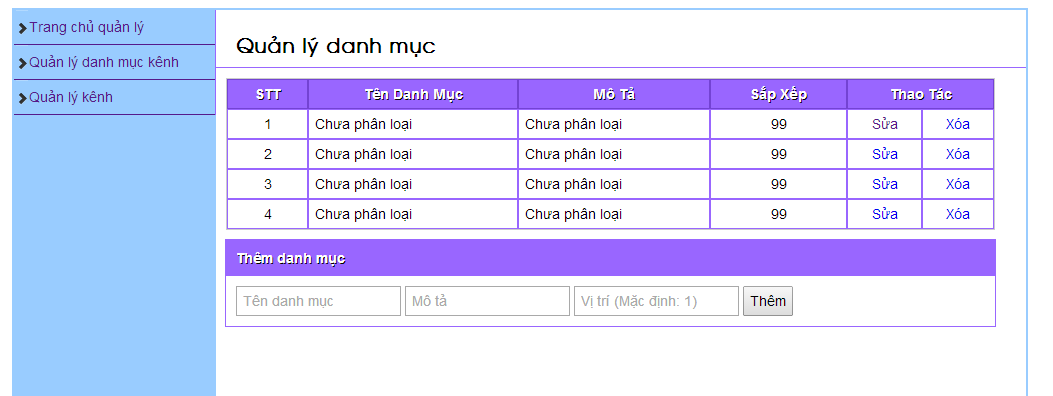 Trang chủ quản lý
Quản lý danh mục kênh
Quản lý kênh
Quản lý danh mục
STT Tên Danh Mục Mô Tả Sắp Xếp Thao Tác
1 Chưa phân loại Chưa phân loại 99 Sửa Xóa
2 Chưa phân loại Chưa phân loại 99 Sửa Xóa
3 Chưa phân loại Chưa phân loại 99 Sửa Xóa
4 Chưa phân loại Chưa phân loại 99 Sửa Xóa
Thêm danh mục
Tên danh mục Mô tả Vị trí (Mặc định: 1) Thêm